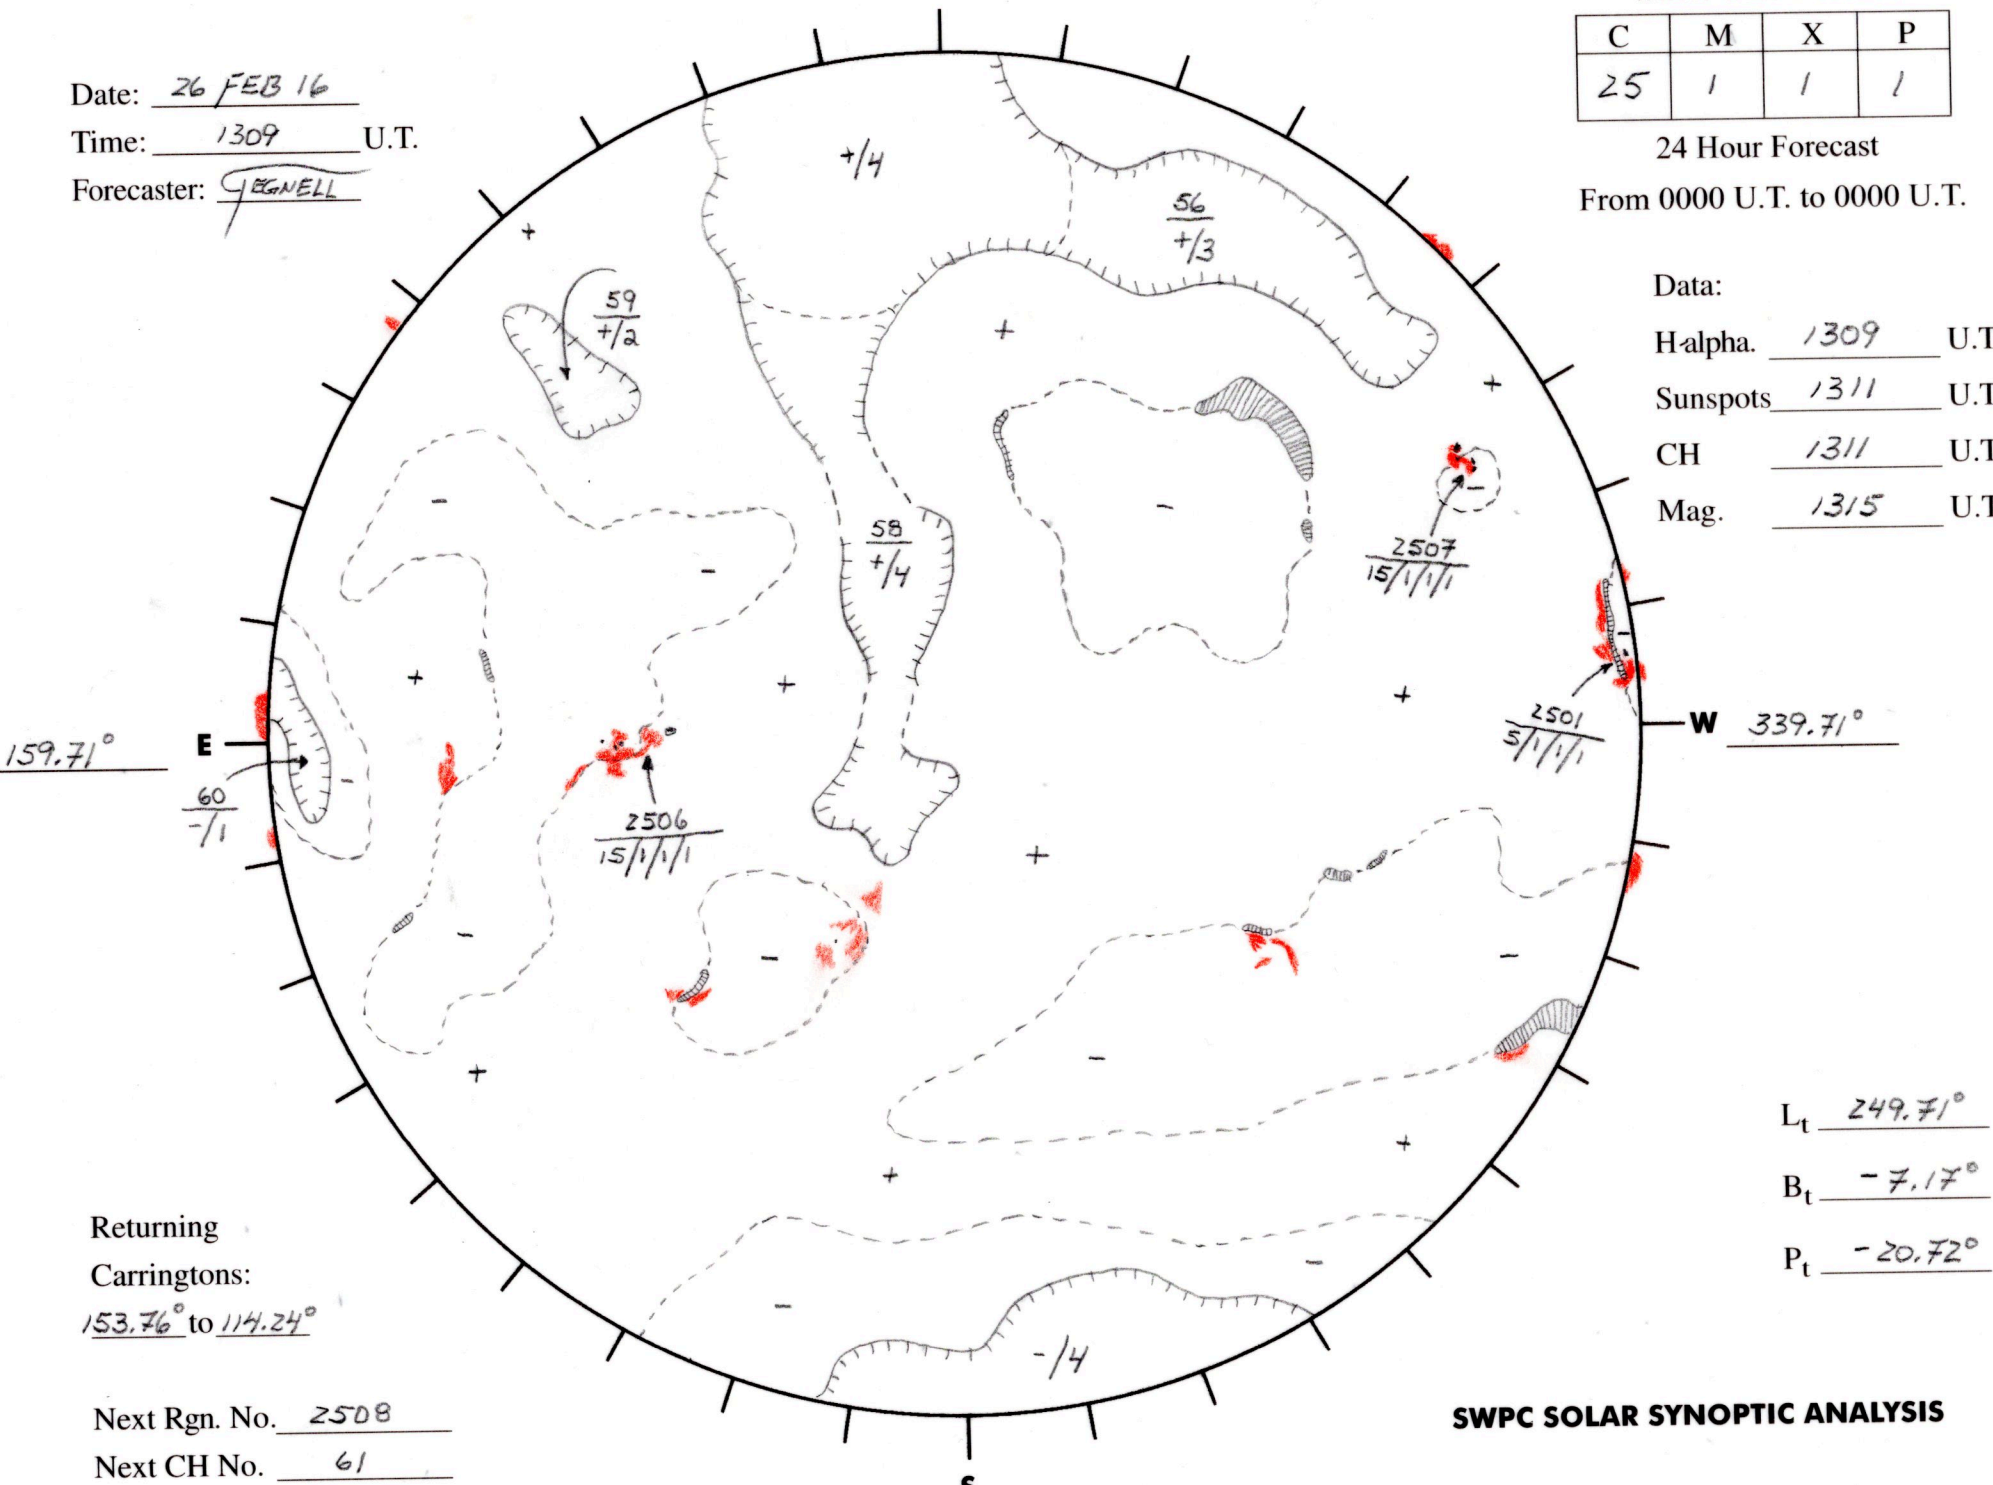 Date: 26 FEB 16
Time: 1309 U.T.
Forecaster: GEGNELL
C M X P
25 1 1 1
24 Hour Forecast
From 0000 U.T. to 0000 U.T.
Data:
H-alpha. 1309 U.T
Sunspots 1311 U.T
CH 1311 U.T
Mag. 1315 U.T
+/4
56
+/3
+
59
+/2
+
+
-
-
-
-
2507
15/1/1/1/1
58
+/4
-
+
+
+
-
2501
5/1/1/1/1
159.71° E
W 339.71°
60
-/1
-
2506
15/1/1/1/1
+
-
-
-
-
+
+
+
-
-
-/4
Lt 249.71°
Bt -7.17°
Pt -20.72°
Returning
Carringtons:
153.76° to 114.24°
Next Rgn. No. 2508
Next CH No. 61
SWPC SOLAR SYNOPTIC ANALYSIS
S